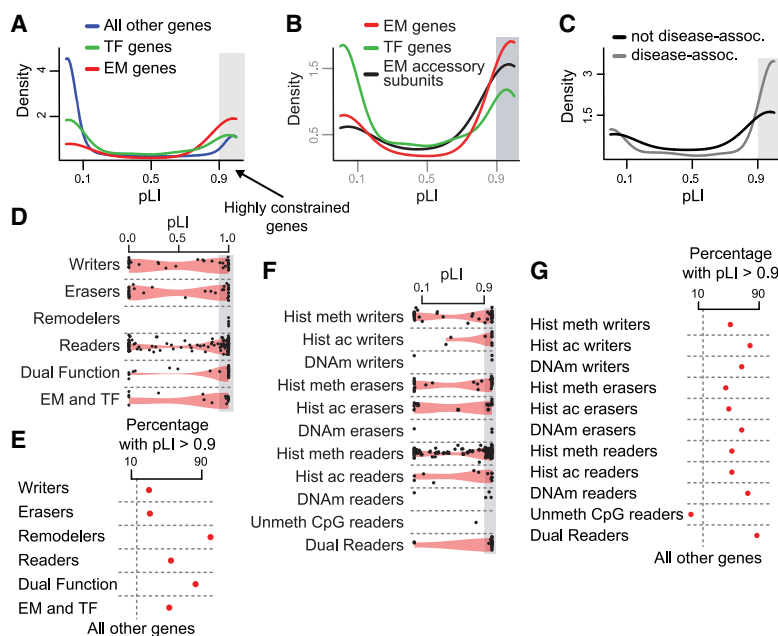 A
All other genes
TF genes
EM genes
Density
4
2
0.1
0.5
0.9
pLI
Highly constrained
genes
B
EM genes
TF genes
EM accessory
subunits
Density
1.5
0.5
0.1
0.5
0.9
pLI
C
not disease-assoc.
disease-assoc.
Density
3
1.5
0.1
0.5
0.9
pLI
D
pLI
0.0
0.5
1.0
Writers
Erasers
Remodelers
Readers
Dual Function
EM and TF
E
Percentage
with pLI > 0.9
10
90
Writers
Erasers
Remodelers
Readers
Dual Function
EM and TF
All other genes
F
pLI
0.1
0.9
Hist meth writers
Hist ac writers
DNAm writers
Hist meth erasers
Hist ac erasers
DNAm erasers
Hist meth readers
Hist ac readers
DNAm readers
Unmeth CpG readers
Dual Readers
G
Percentage
with pLI > 0.9
10
90
Hist meth writers
Hist ac writers
DNAm writers
Hist meth erasers
Hist ac erasers
DNAm erasers
Hist meth readers
Hist ac readers
DNAm readers
Unmeth CpG readers
Dual Readers
All other genes